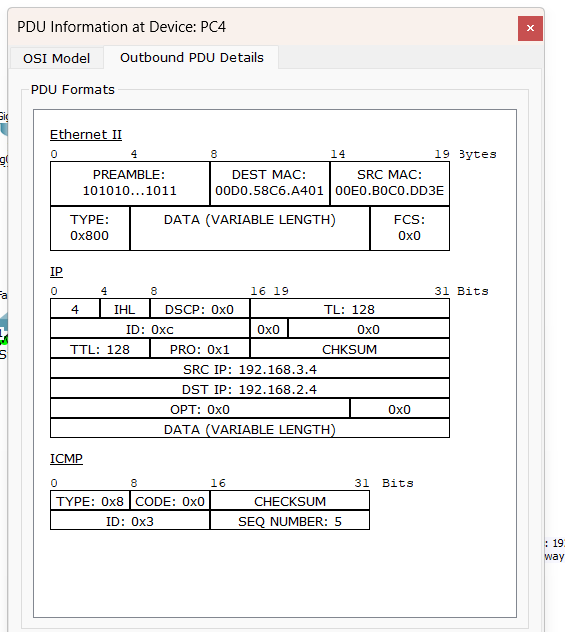 PDU Information at Device: PC4
OSI Model Outbound PDU Details
PDU Formats
Ethernet II
0 4 8 14 19 Bytes
PREAMBLE: DEST MAC: SRC MAC:
101010...1011 00D0.58C6.A401 00E0.B0C0.DD3E
TYPE: DATA (VARIABLE LENGTH) FCS:
0x800 0x0
IP
0 4 8 16 19 31 Bits
4 IHL DSCP: 0x0 TL: 128
ID: 0xc 0x0 0x0
TTL: 128 PRO: 0x1 CHKSUM
SRC IP: 192.168.3.4
DST IP: 192.168.2.4
OPT: 0x0 0x0
DATA (VARIABLE LENGTH)
ICMP
0 8 16 31 Bits
TYPE: 0x8 CODE: 0x0 CHECKSUM
ID: 0x3 SEQ NUMBER: 5